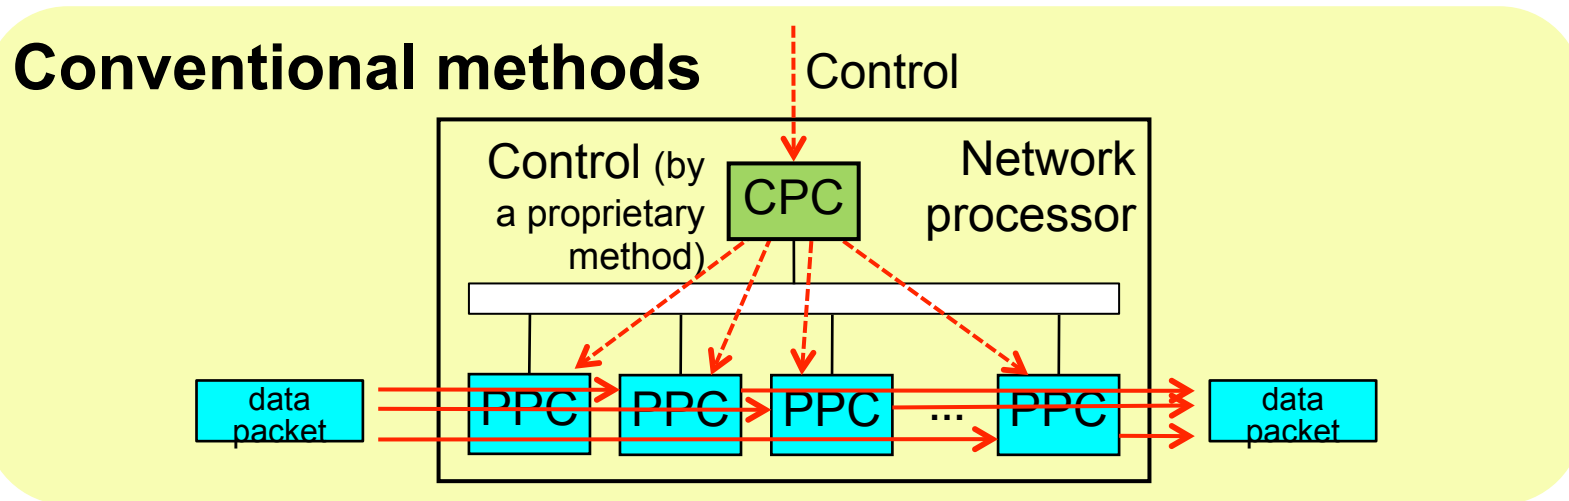 Conventional methods
Control
Control (by
a proprietary
method)
CPC
Network
processor
data
packet
PPC
PPC
PPC
...
PPC
data
packet